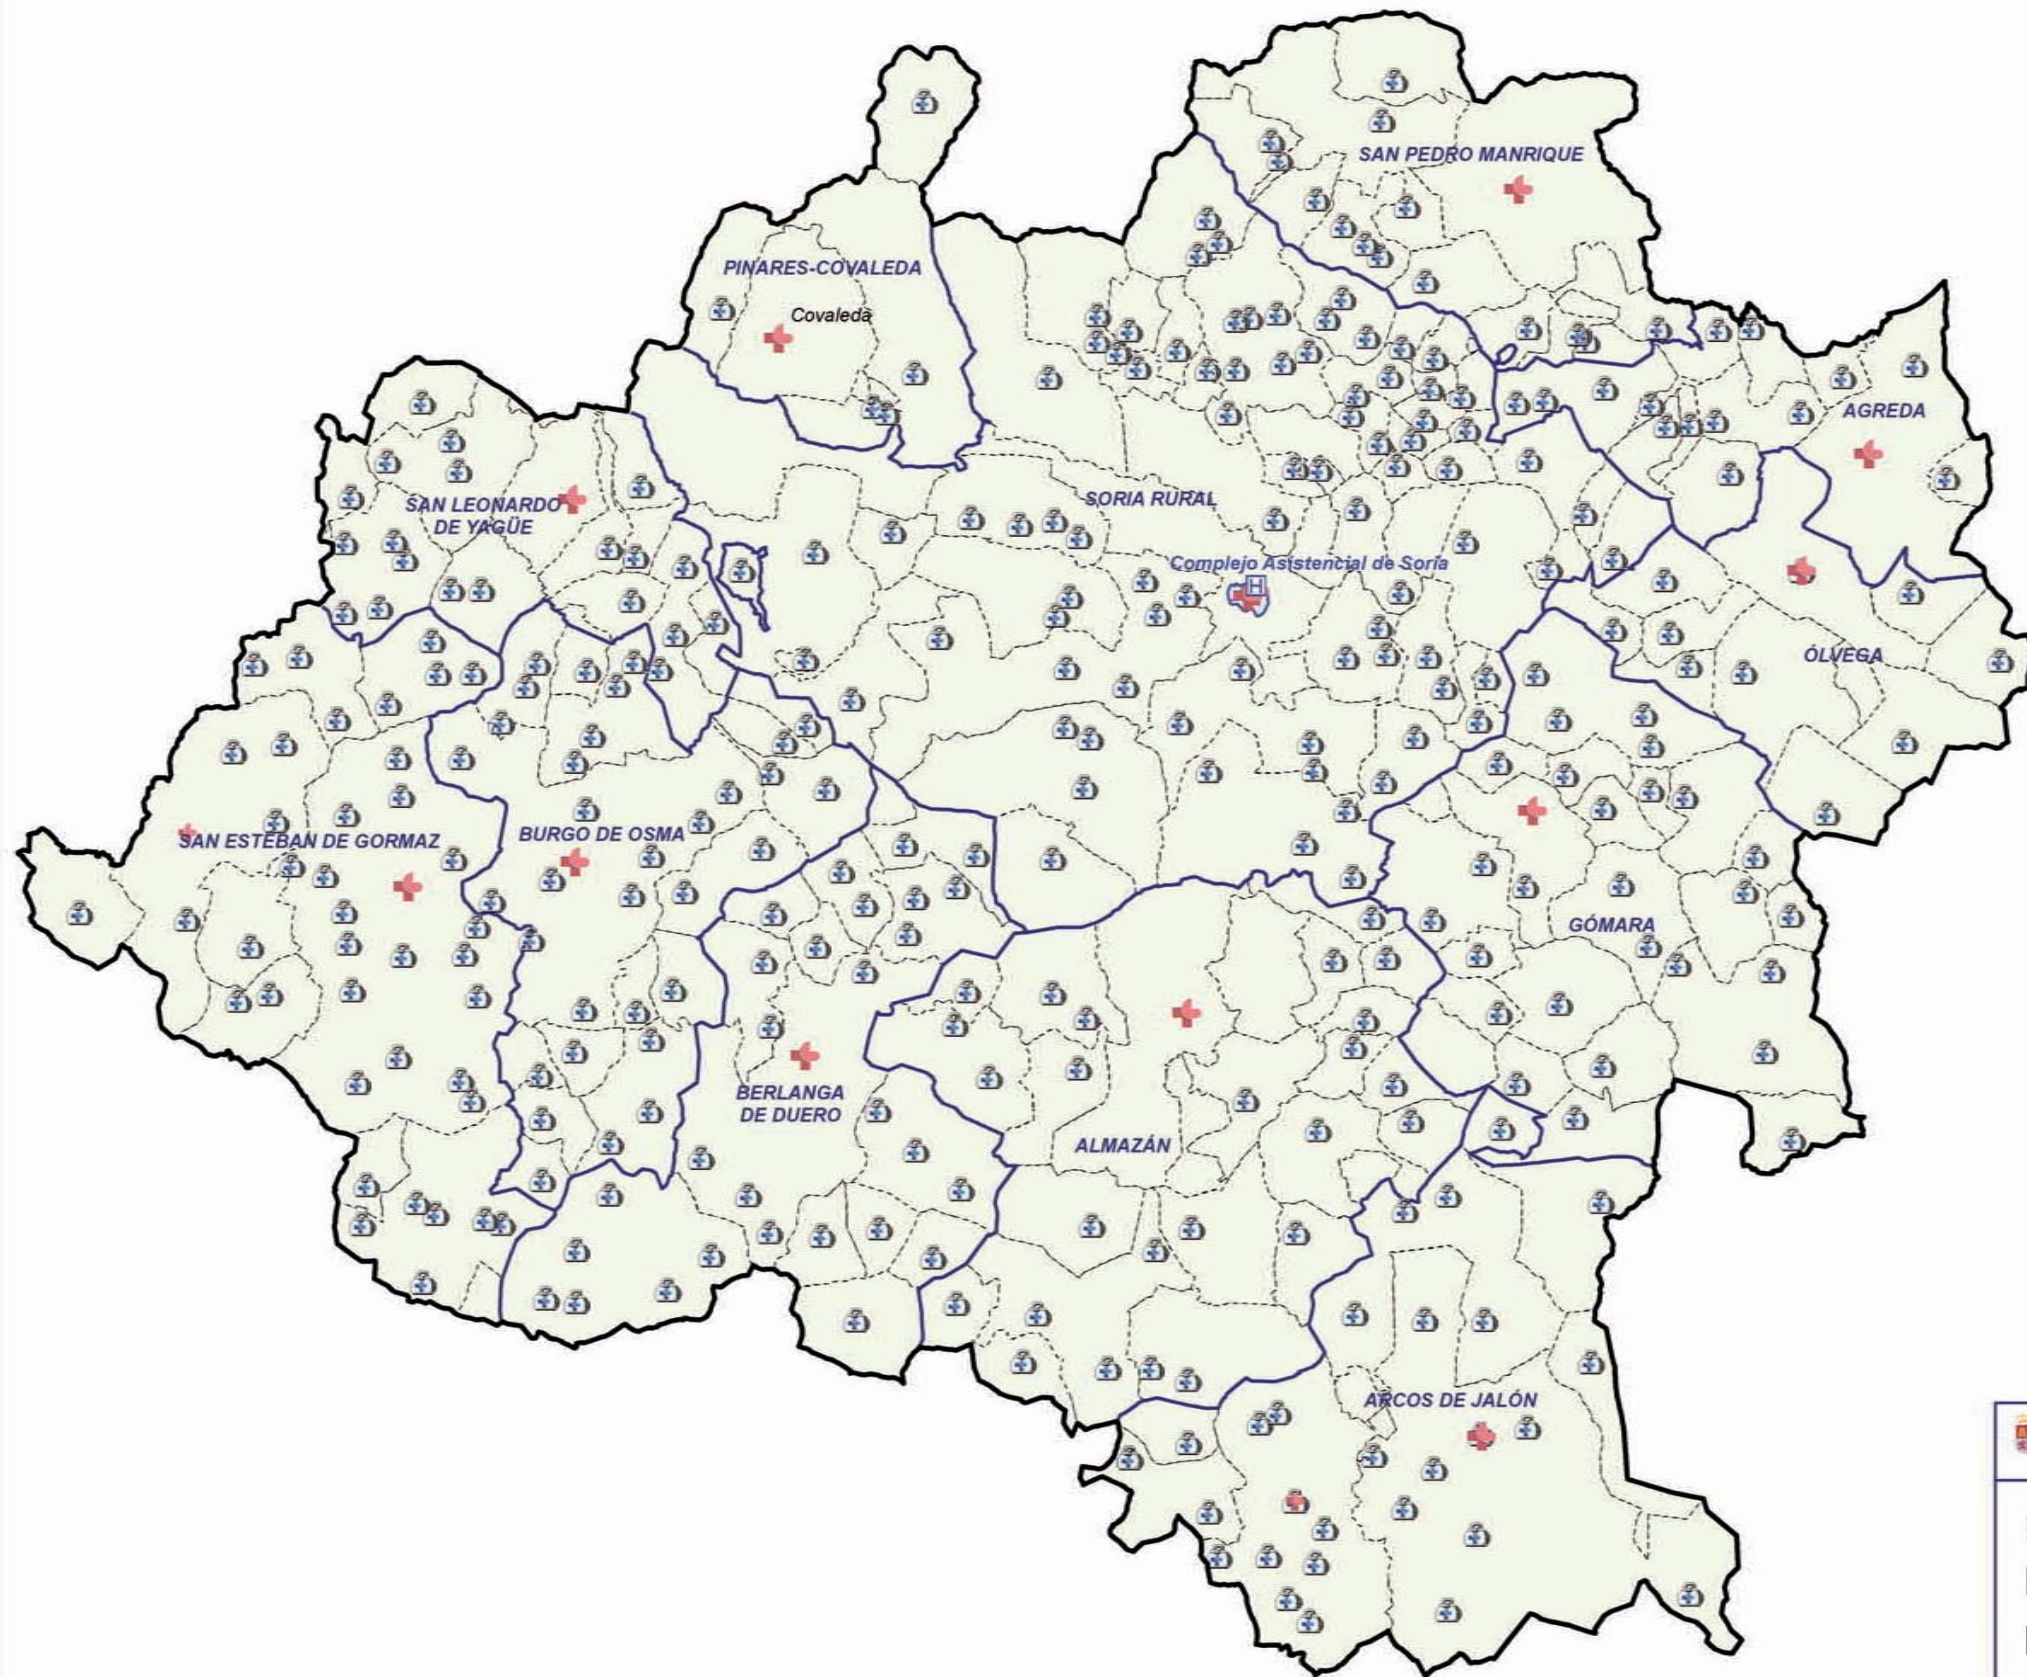 SAN PEDRO MANRIQUE
PINARES-COVALEDA
Covaleda
AGREDA
SAN LEONARDO
DE YAGÜE
SORIA RURAL
Complejo Asistencial de Soria
H
ÓLVEGA
SAN ESTEBAN DE GORMAZ
BURGO DE OSMA
GÓMARA
BERLANGA
DE DUERO
ALMAZÁN
ARCOS DE JALÓN